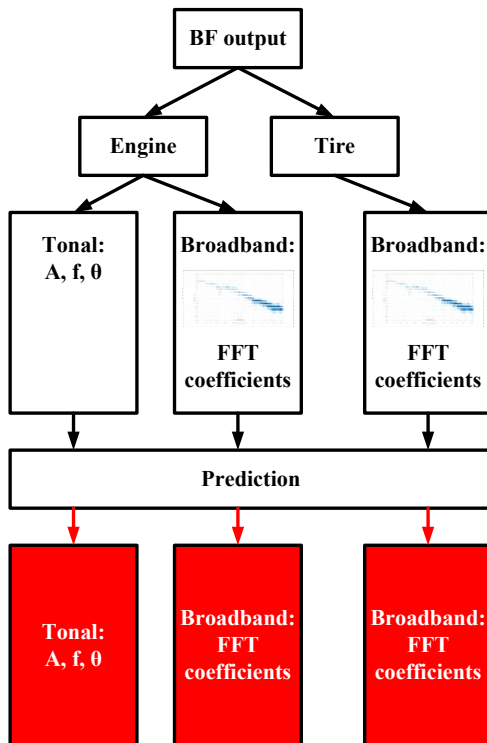 BF output
Engine
Tire
Tonal:
A, f, θ
Broadband:
FFT
coefficients
Broadband:
FFT
coefficients
Prediction
Tonal:
A, f, θ
Broadband:
FFT
coefficients
Broadband:
FFT
coefficients